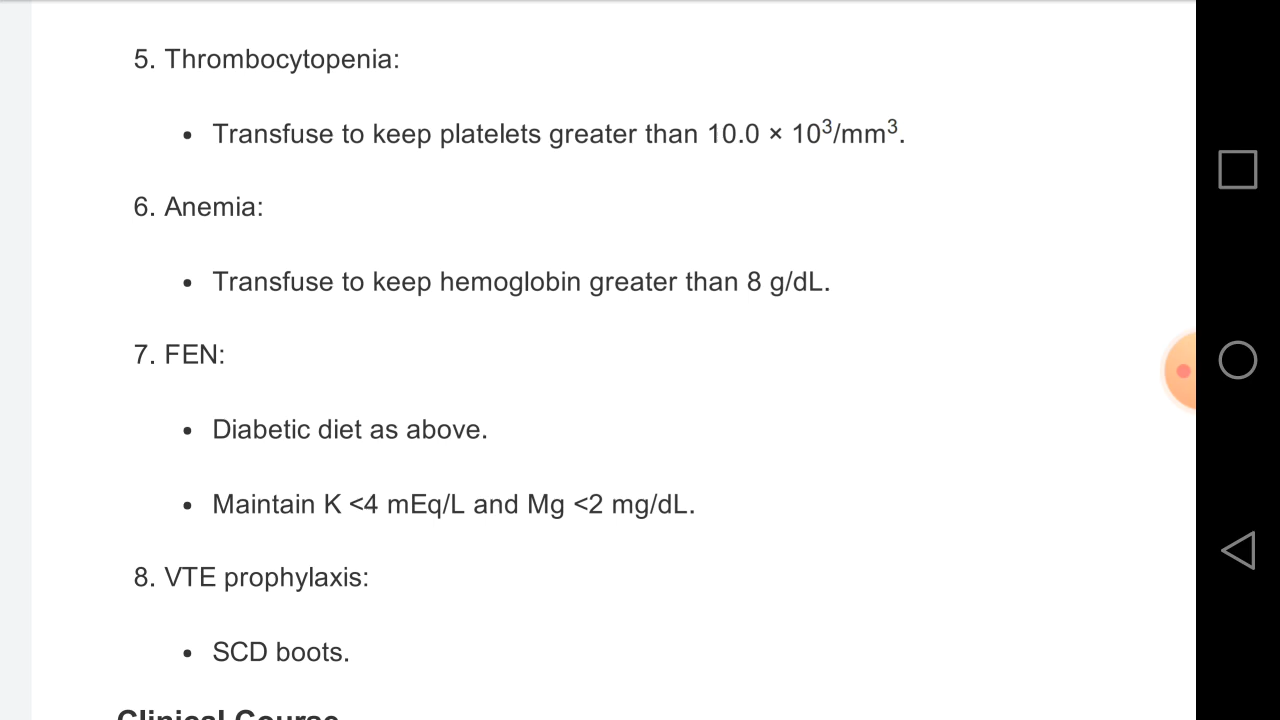 5. Thrombocytopenia:
• Transfuse to keep platelets greater than 10.0 × 10³/mm³.
6. Anemia:
• Transfuse to keep hemoglobin greater than 8 g/dL.
7. FEN:
• Diabetic diet as above.
• Maintain K <4 mEq/L and Mg <2 mg/dL.
8. VTE prophylaxis:
• SCD boots.
Clinical Course